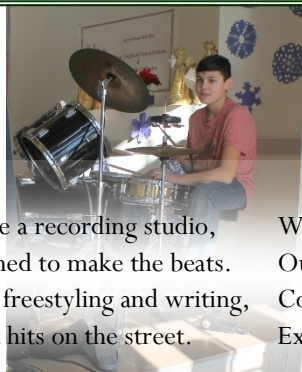 e a recording studio,
ned to make the beats.
freestyling and writing,
hits on the street.
W
Ou
Co
Ex